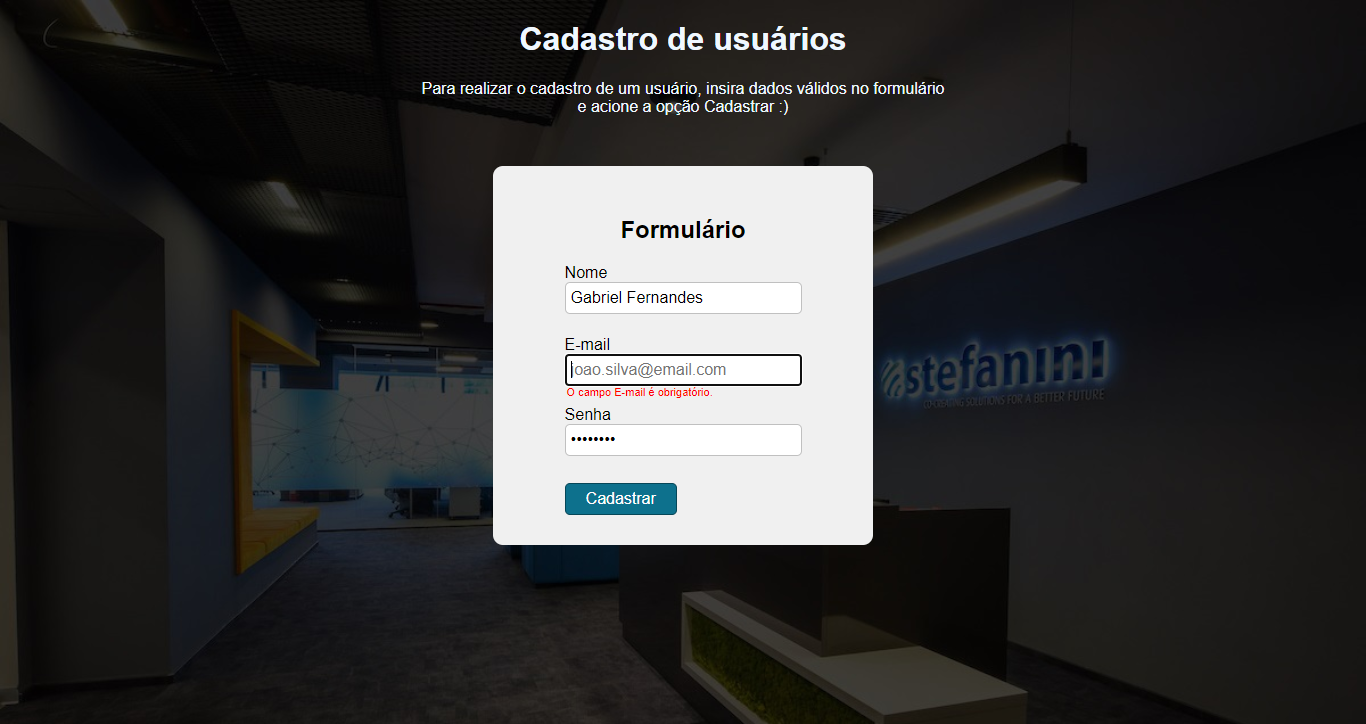 Cadastro de usuários
Para realizar o cadastro de um usuário, insira dados válidos no formulário
e acione a opção Cadastrar :)
Formulário
Nome
Gabriel Fernandes
E-mail
joao.silva@email.com
O campo E-mail é obrigatório.
Senha
••••••••
Cadastrar
stefanini
CO-CREATING SOLUTIONS FOR A BETTER FUTURE